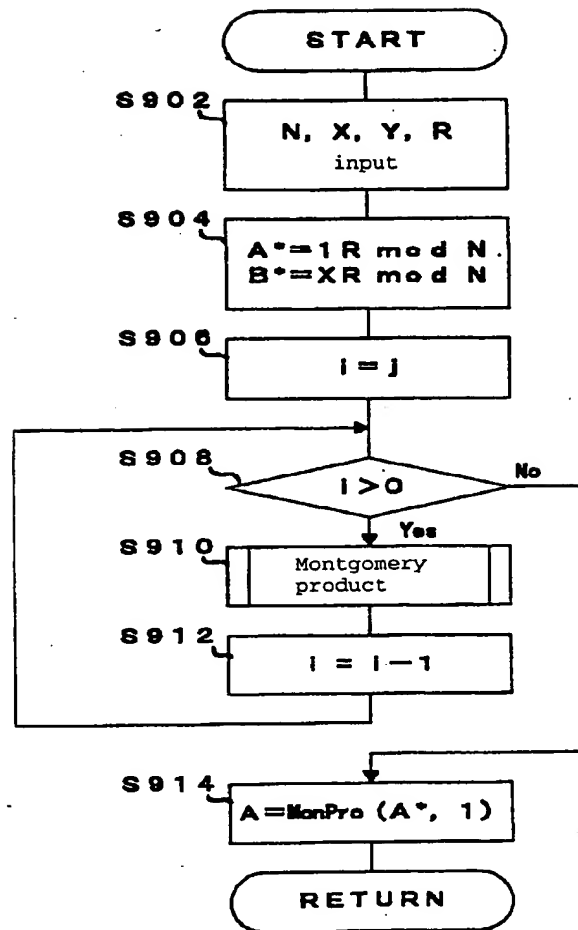 START
S902
N, X, Y, R
input
S904
A*=1R mod N
B*=XR mod N
S906
i=j
S908
i>0
No
Yes
S910
Montgomery
product
S912
i = i-1
S914
A=MonPro (A*, 1)
RETURN